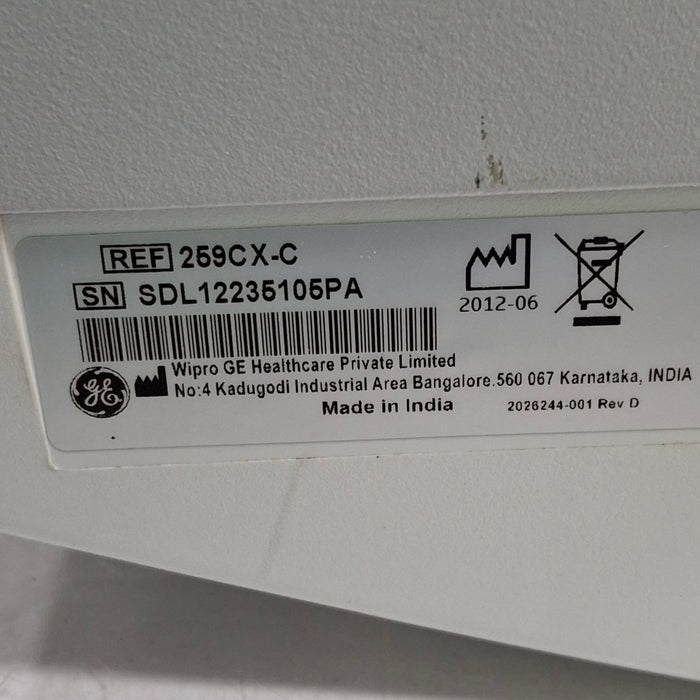 REF 259CX-C
SN SDL12235105PA
2012-06
GE
Wipro GE Healthcare Private Limited
No:4 Kadugodi Industrial Area Bangalore.560 067 Karnataka, INDIA
Made in India
2026244-001 Rev D